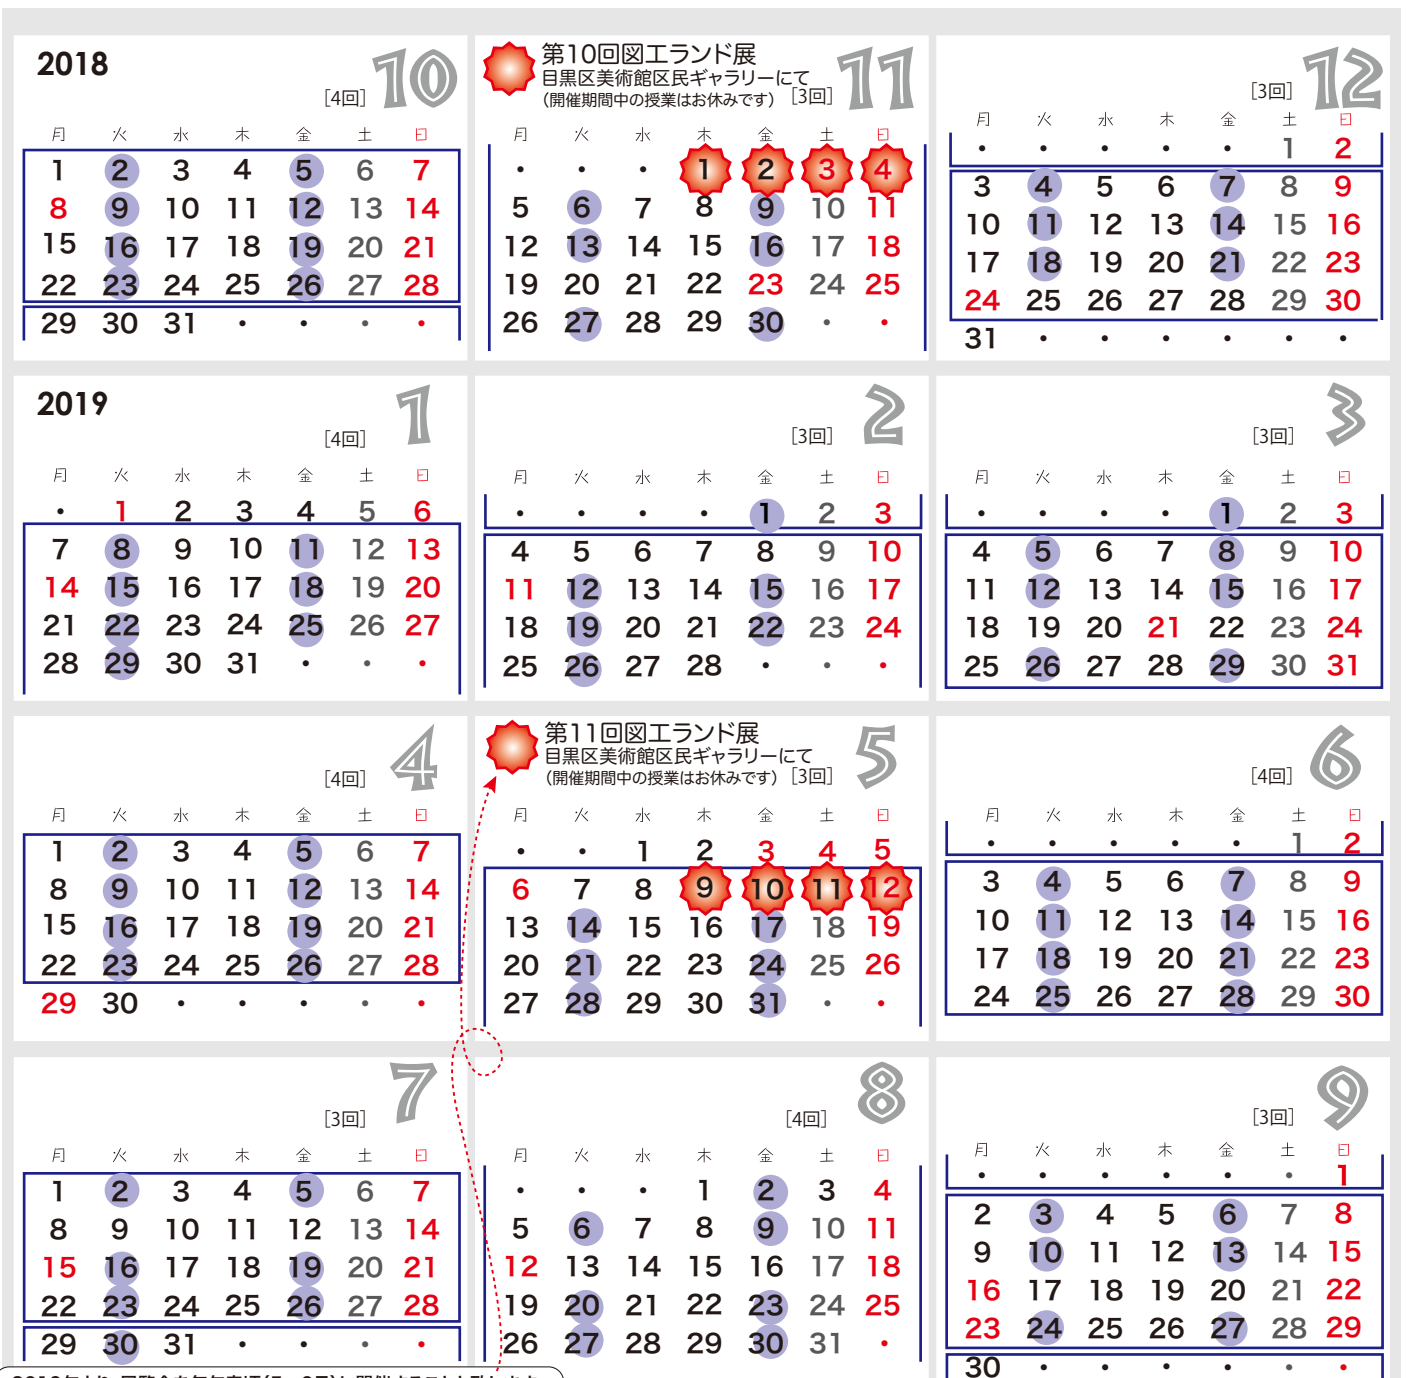 2018
10
[4回]
月 火 水 木 金 土 日
1 2 3 4 5 6 7
8 9 10 11 12 13 14
15 16 17 18 19 20 21
22 23 24 25 26 27 28
29 30 31 ・ ・ ・ ・
第10回図工ランド展
目黒区美術館区民ギャラリーにて
(開催期間中の授業はお休みです) [3回]
11
月 火 水 木 金 土 日
・ ・ ・ 1 2 3 4
5 6 7 8 9 10 11
12 13 14 15 16 17 18
19 20 21 22 23 24 25
26 27 28 29 30 ・ ・
12
[3回]
月 火 水 木 金 土 日
・ ・ ・ ・ ・ 1 2
3 4 5 6 7 8 9
10 11 12 13 14 15 16
17 18 19 20 21 22 23
24 25 26 27 28 29 30
31 ・ ・ ・ ・ ・ ・
2019
1
[4回]
月 火 水 木 金 土 日
・ 1 2 3 4 5 6
7 8 9 10 11 12 13
14 15 16 17 18 19 20
21 22 23 24 25 26 27
28 29 30 31 ・ ・ ・
2
[3回]
月 火 水 木 金 土 日
・ ・ ・ ・ 1 2 3
4 5 6 7 8 9 10
11 12 13 14 15 16 17
18 19 20 21 22 23 24
25 26 27 28 ・ ・ ・
3
[3回]
月 火 水 木 金 土 日
・ ・ ・ ・ 1 2 3
4 5 6 7 8 9 10
11 12 13 14 15 16 17
18 19 20 21 22 23 24
25 26 27 28 29 30 31
4
[4回]
月 火 水 木 金 土 日
1 2 3 4 5 6 7
8 9 10 11 12 13 14
15 16 17 18 19 20 21
22 23 24 25 26 27 28
29 30 ・ ・ ・ ・ ・
第11回図工ランド展
目黒区美術館区民ギャラリーにて
(開催期間中の授業はお休みです) [3回]
5
月 火 水 木 金 土 日
・ ・ 1 2 3 4 5
6 7 8 9 10 11 12
13 14 15 16 17 18 19
20 21 22 23 24 25 26
27 28 29 30 31 ・ ・
6
[4回]
月 火 水 木 金 土 日
・ ・ ・ ・ ・ 1 2
3 4 5 6 7 8 9
10 11 12 13 14 15 16
17 18 19 20 21 22 23
24 25 26 27 28 29 30
7
[3回]
月 火 水 木 金 土 日
1 2 3 4 5 6 7
8 9 10 11 12 13 14
15 16 17 18 19 20 21
22 23 24 25 26 27 28
29 30 31 ・ ・ ・ ・
8
[4回]
月 火 水 木 金 土 日
・ ・ ・ 1 2 3 4
5 6 7 8 9 10 11
12 13 14 15 16 17 18
19 20 21 22 23 24 25
26 27 28 29 30 31 ・
9
[3回]
月 火 水 木 金 土 日
・ ・ ・ ・ ・ ・ 1
2 3 4 5 6 7 8
9 10 11 12 13 14 15
16 17 18 19 20 21 22
23 24 25 26 27 28 29
30 ・ ・ ・ ・ ・ ・